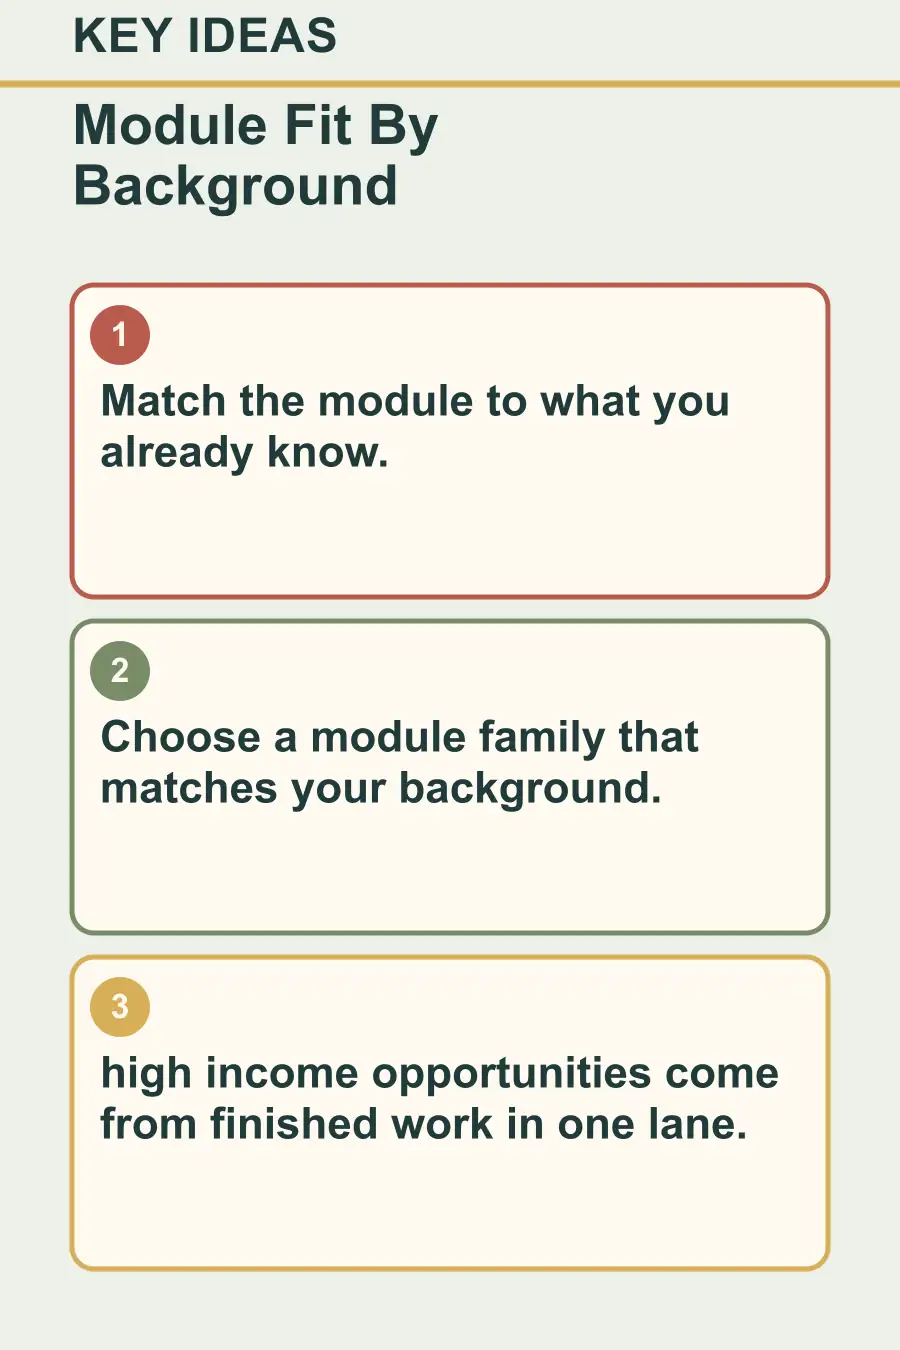 KEY IDEAS
Module Fit By
Background
1
Match the module to what you
already know.
2
Choose a module family that
matches your background.
3
high income opportunities come
from finished work in one lane.